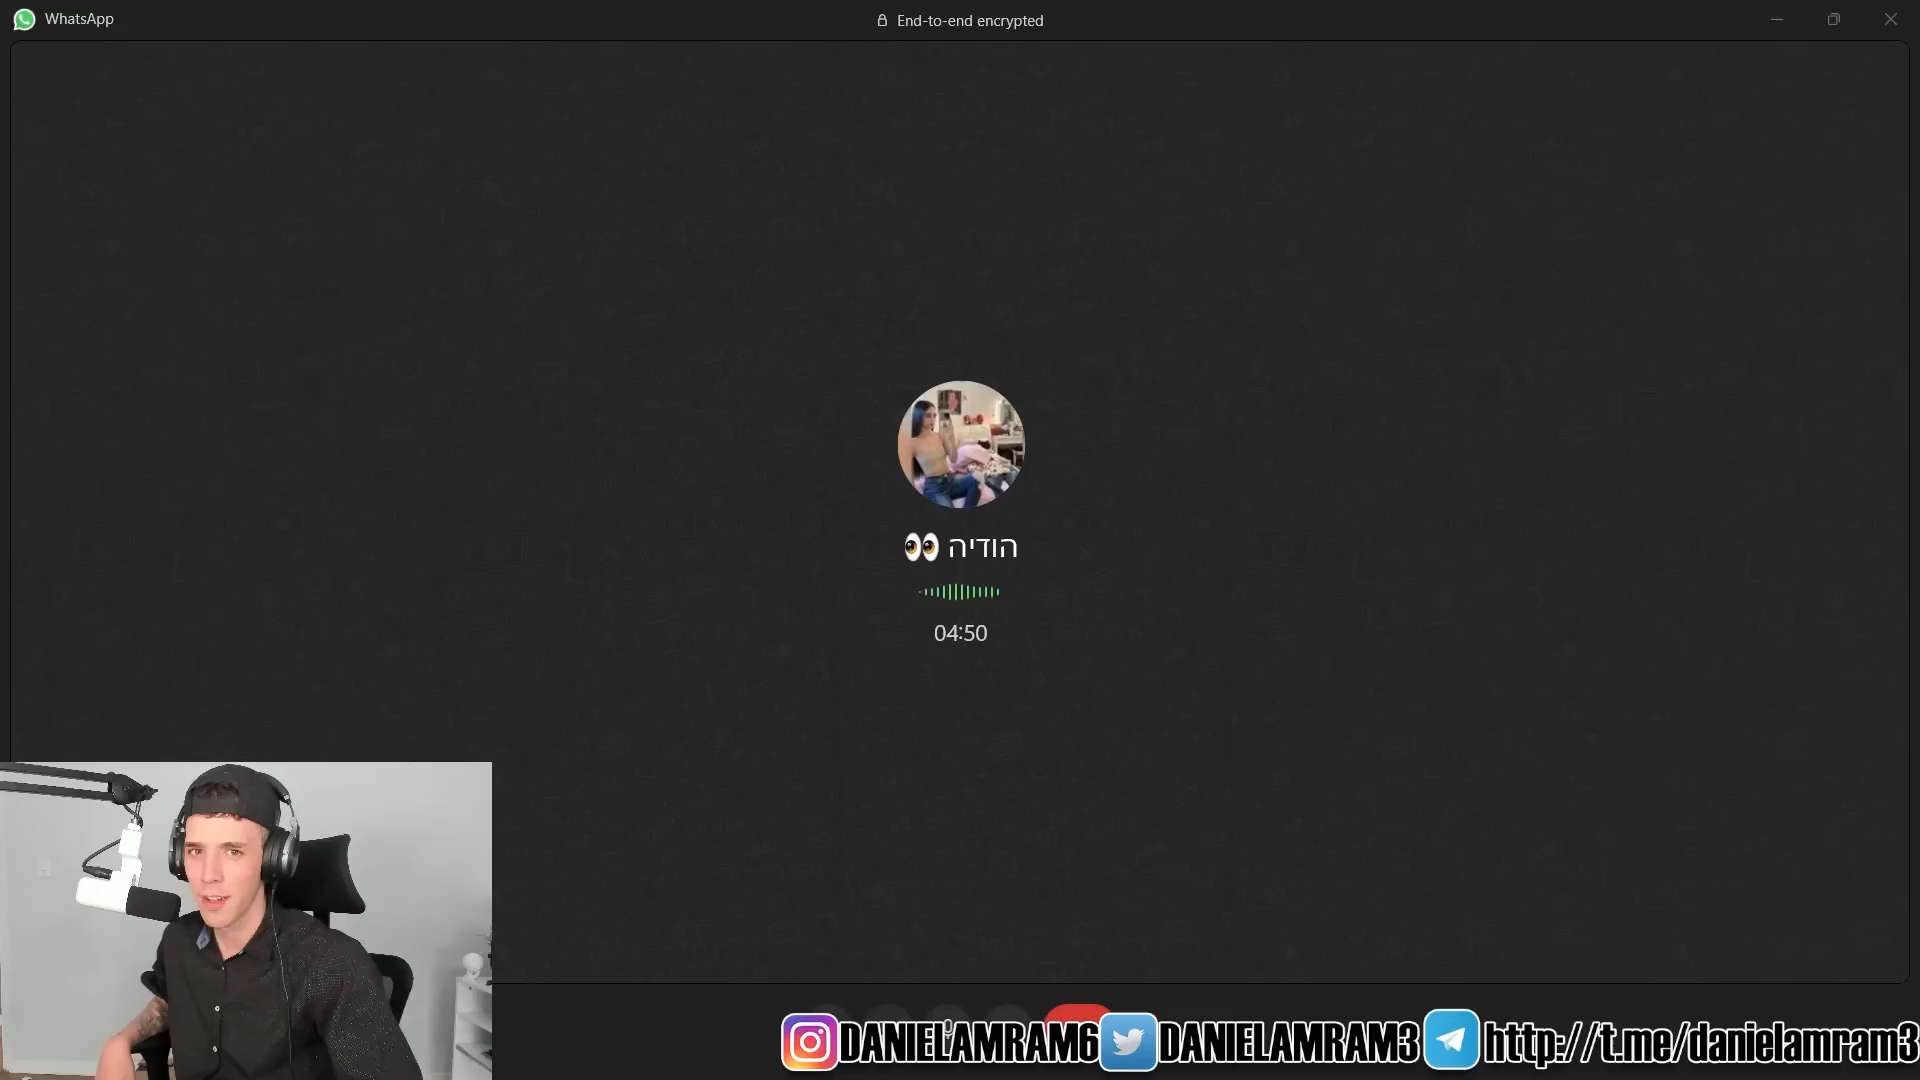 WhatsApp
End-to-end encrypted
הודיה 👀
04:50
DANIELAMRAM6 DANIELAMRAM3 http://t.me/danielamram3